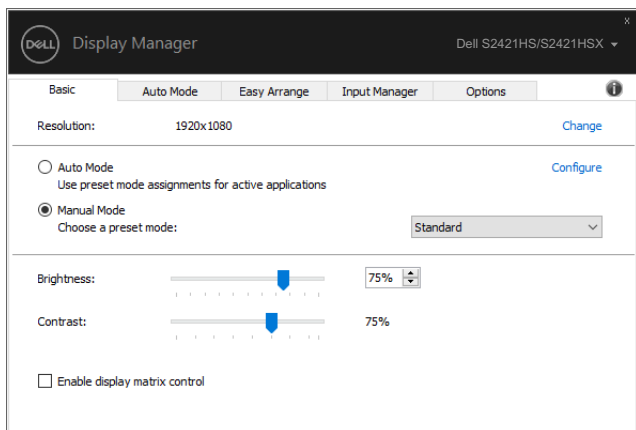 x
DELL Display Manager Dell S2421HS/S2421HSX
Basic Auto Mode Easy Arrange Input Manager Options i
Resolution: 1920x1080 Change
Auto Mode Configure
Use preset mode assignments for active applications
Manual Mode
Choose a preset mode: Standard
Brightness: 75%
Contrast: 75%
Enable display matrix control